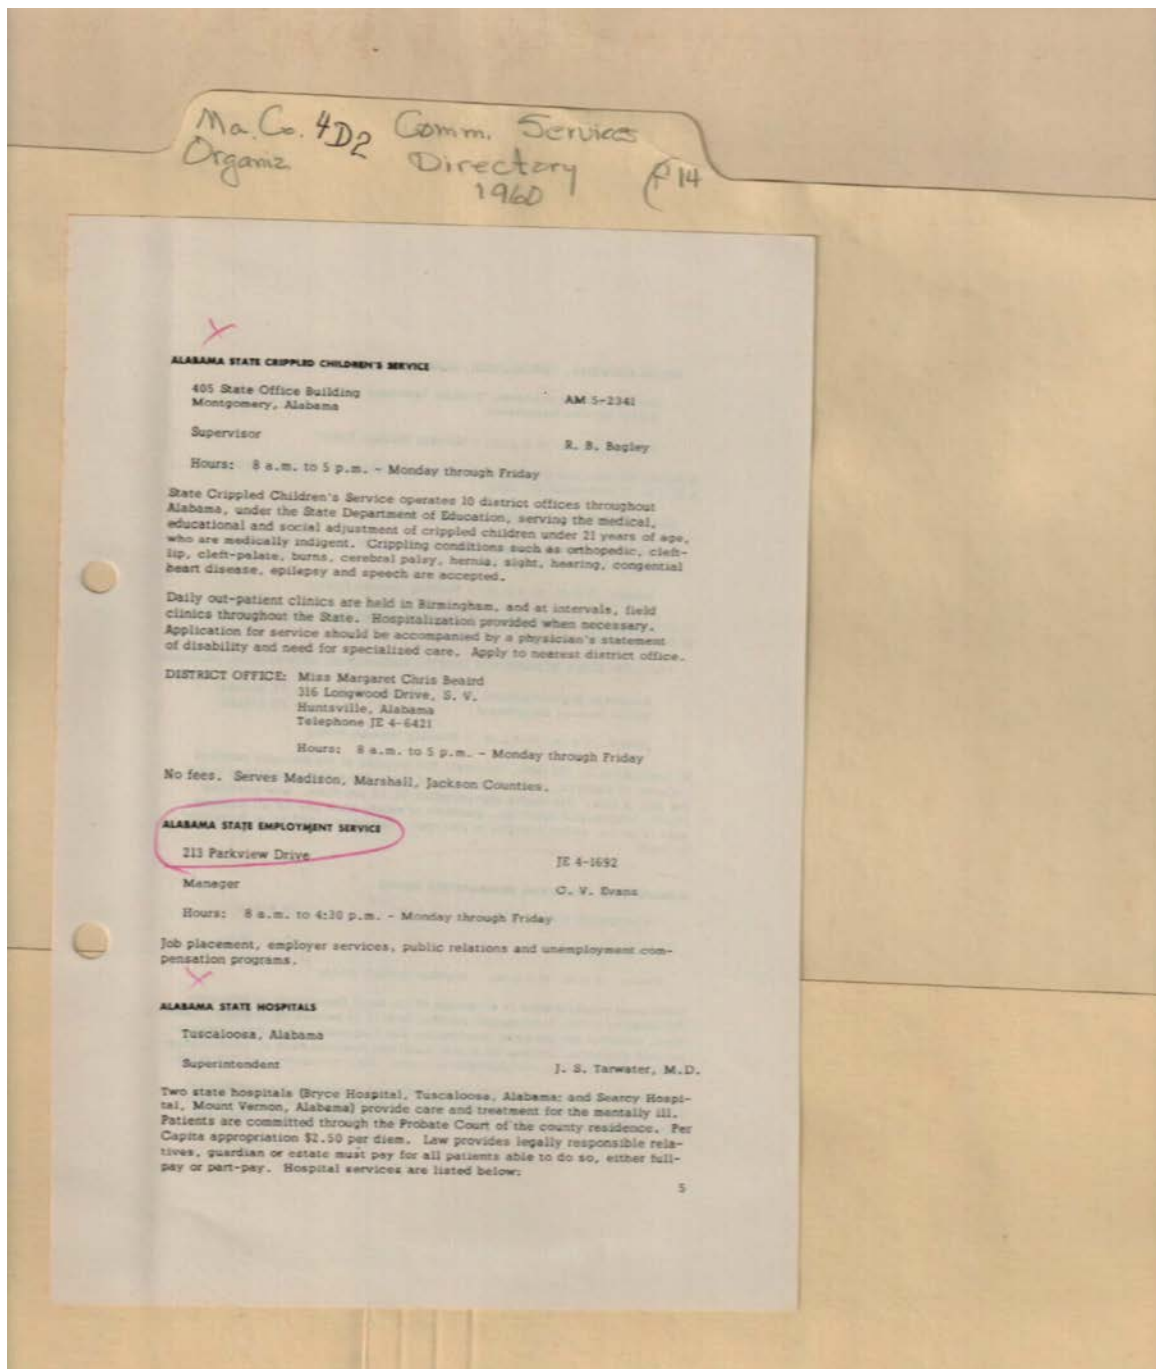 Ma. Co. 4D2 Comm. Services
Organiz Directory
1960 P 14
ALABAMA STATE CRIPPLED CHILDREN'S SERVICE
405 State Office Building AM 5-2341
Montgomery, Alabama
Supervisor R. B. Bagley
Hours: 8 a.m. to 5 p.m. - Monday through Friday
State Crippled Children's Service operates 10 district offices throughout
Alabama, under the State Department of Education, serving the medical,
educational and social adjustment of crippled children under 21 years of age,
who are medically indigent. Crippling conditions such as orthopedic, cleft-
lip, cleft-palate, burns, cerebral palsy, hernia, sight, hearing, congential
heart disease, epilepsy and speech are accepted.
Daily out-patient clinics are held in Birmingham, and at intervals, field
clinics throughout the State. Hospitalization provided when necessary.
Application for service should be accompanied by a physician's statement
of disability and need for specialized care. Apply to nearest district office.
DISTRICT OFFICE: Miss Margaret Chris Beaird
316 Longwood Drive, S. W.
Huntsville, Alabama
Telephone JE 4-6421
Hours: 8 a.m. to 5 p.m. - Monday through Friday
No fees. Serves Madison, Marshall, Jackson Counties.
ALABAMA STATE EMPLOYMENT SERVICE
213 Parkview Drive JE 4-1692
Manager O. V. Evans
Hours: 8 a.m. to 4:30 p.m. - Monday through Friday
Job placement, employer services, public relations and unemployment com-
pensation programs.
ALABAMA STATE HOSPITALS
Tuscaloosa, Alabama
Superintendent J. S. Tarwater, M.D.
Two state hospitals (Bryce Hospital, Tuscaloosa, Alabama; and Searcy Hospi-
tal, Mount Vernon, Alabama) provide care and treatment for the mentally ill.
Patients are committed through the Probate Court of the county residence. Per
Capita appropriation $2.50 per diem. Law provides legally responsible rela-
tives, guardian or estate must pay for all patients able to do so, either full-
pay or part-pay. Hospital services are listed below:
5